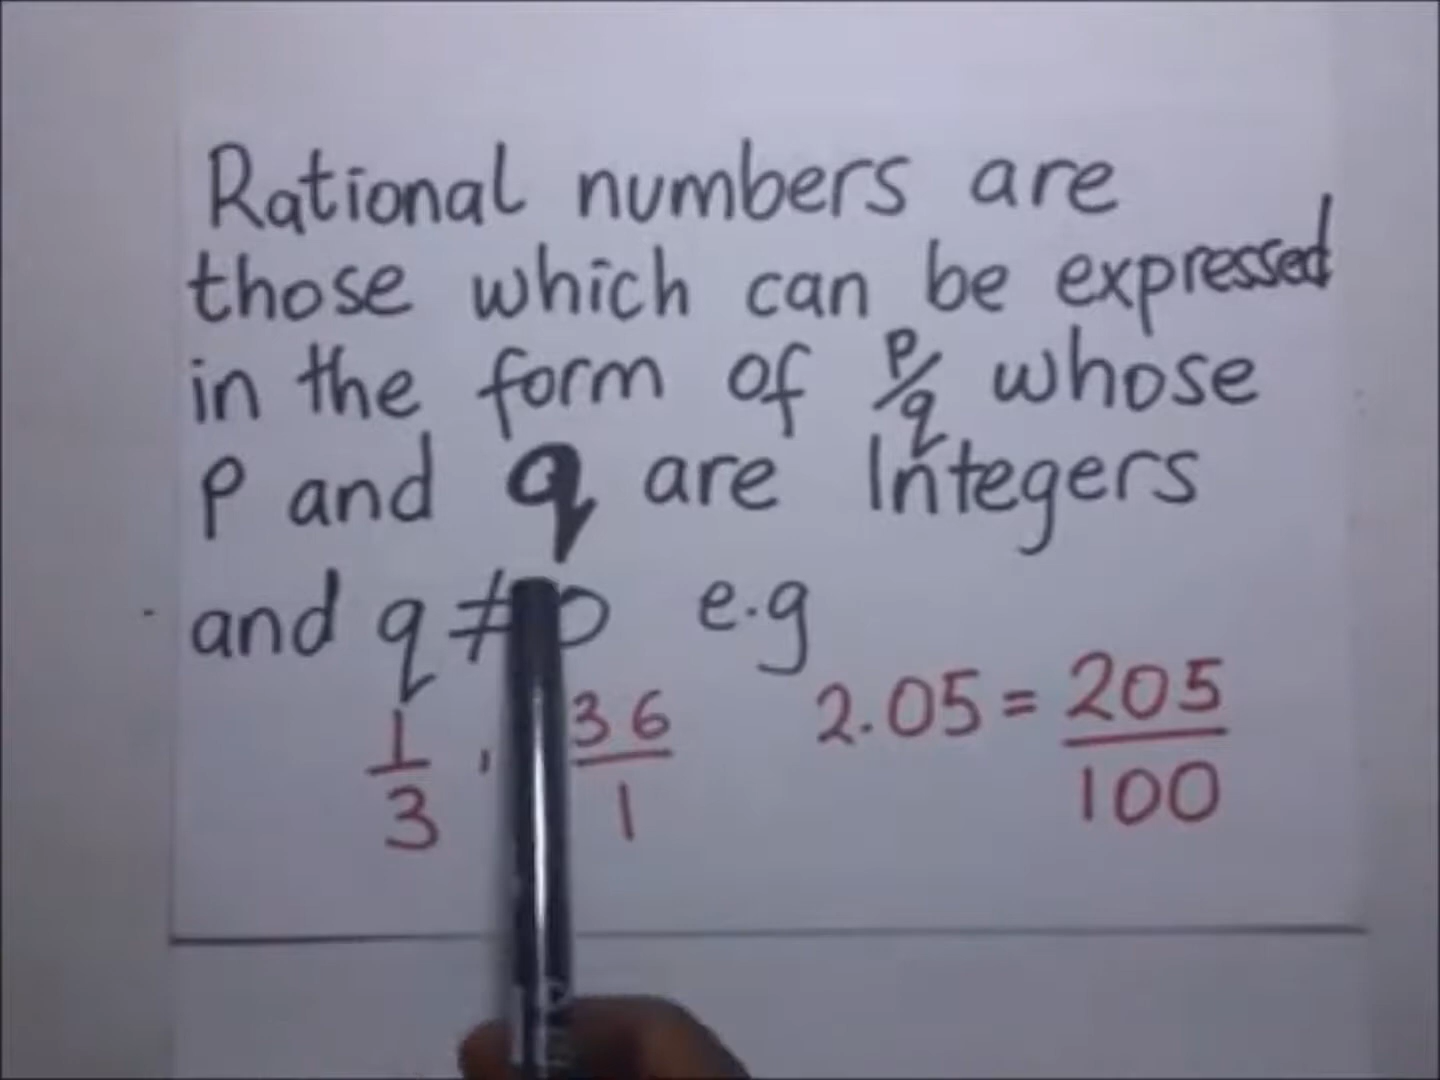 Rational numbers are
those which can be expressed
in the form of P/q whose
P and q are Integers
and q ≠ 0 e.g
1/3 , 36/1 2.05 = 205/100